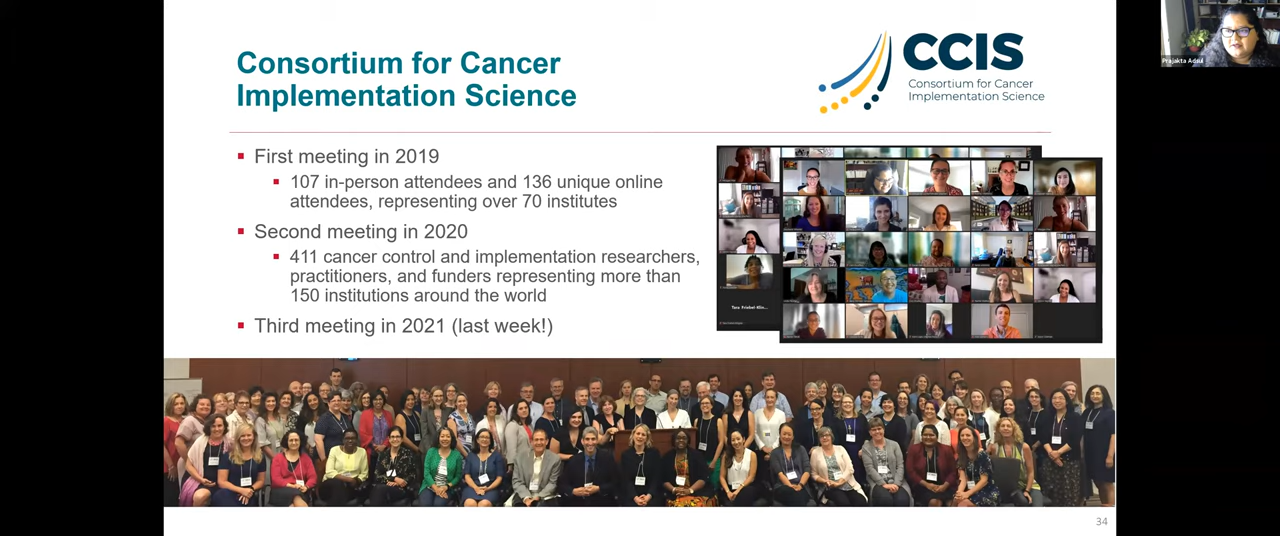 Consortium for Cancer
Implementation Science
CCIS
Consortium for Cancer
Implementation Science
Prajakta Adsul
▪ First meeting in 2019
▪ 107 in-person attendees and 136 unique online
attendees, representing over 70 institutes
▪ Second meeting in 2020
▪ 411 cancer control and implementation researchers,
practitioners, and funders representing more than
150 institutions around the world
▪ Third meeting in 2021 (last week!)
34